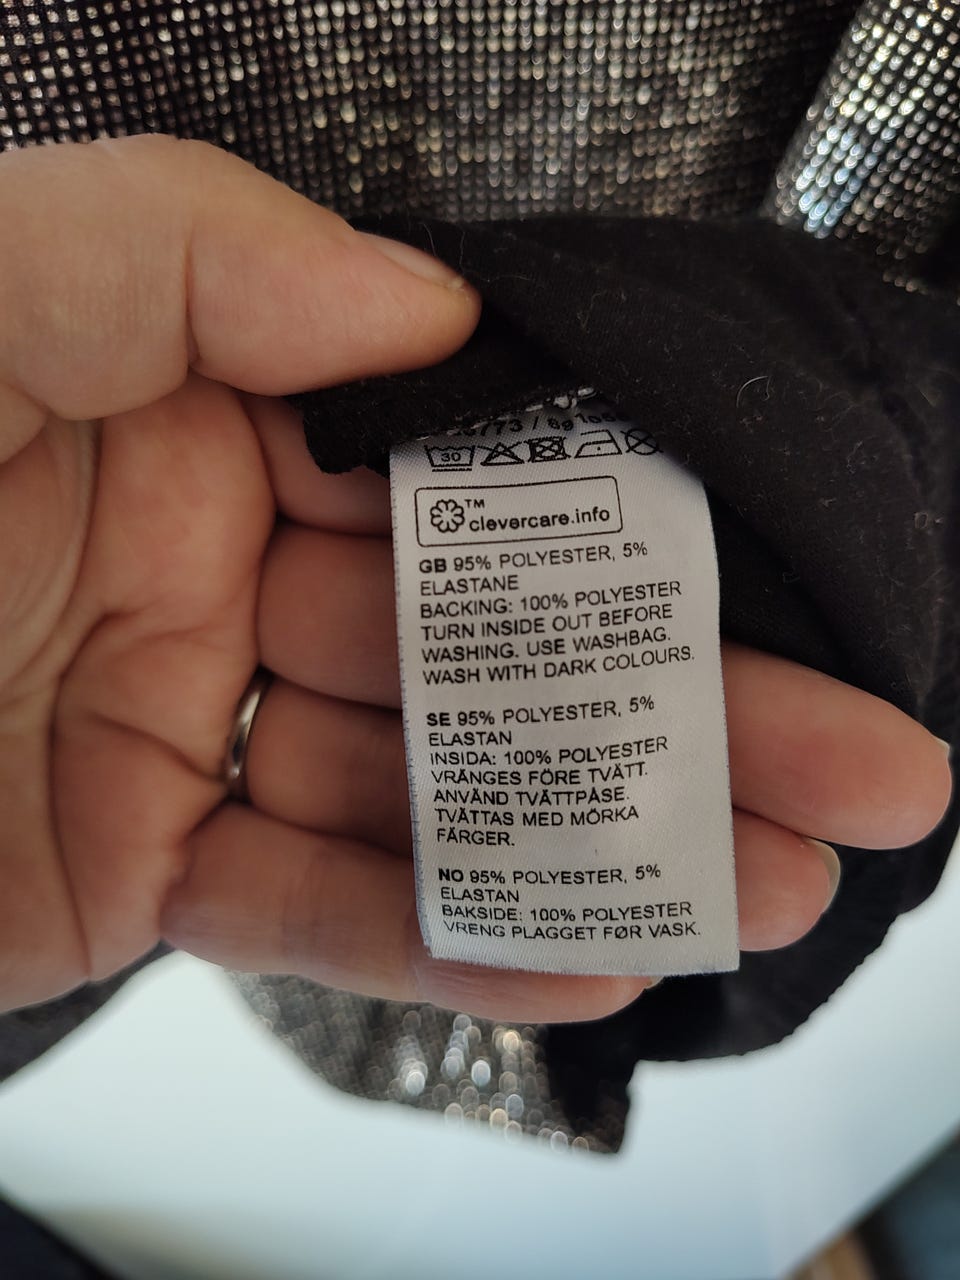 30
TM
clevercare.info
GB 95% POLYESTER, 5%
ELASTANE
BACKING: 100% POLYESTER
TURN INSIDE OUT BEFORE
WASHING. USE WASHBAG.
WASH WITH DARK COLOURS.
SE 95% POLYESTER, 5%
ELASTAN
INSIDA: 100% POLYESTER
VRÄNGES FÖRE TVÄTT.
ANVÄND TVÄTTPÅSE.
TVÄTTAS MED MÖRKA
FÄRGER.
NO 95% POLYESTER, 5%
ELASTAN
BAKSIDE: 100% POLYESTER
VRENG PLAGGET FØR VASK.